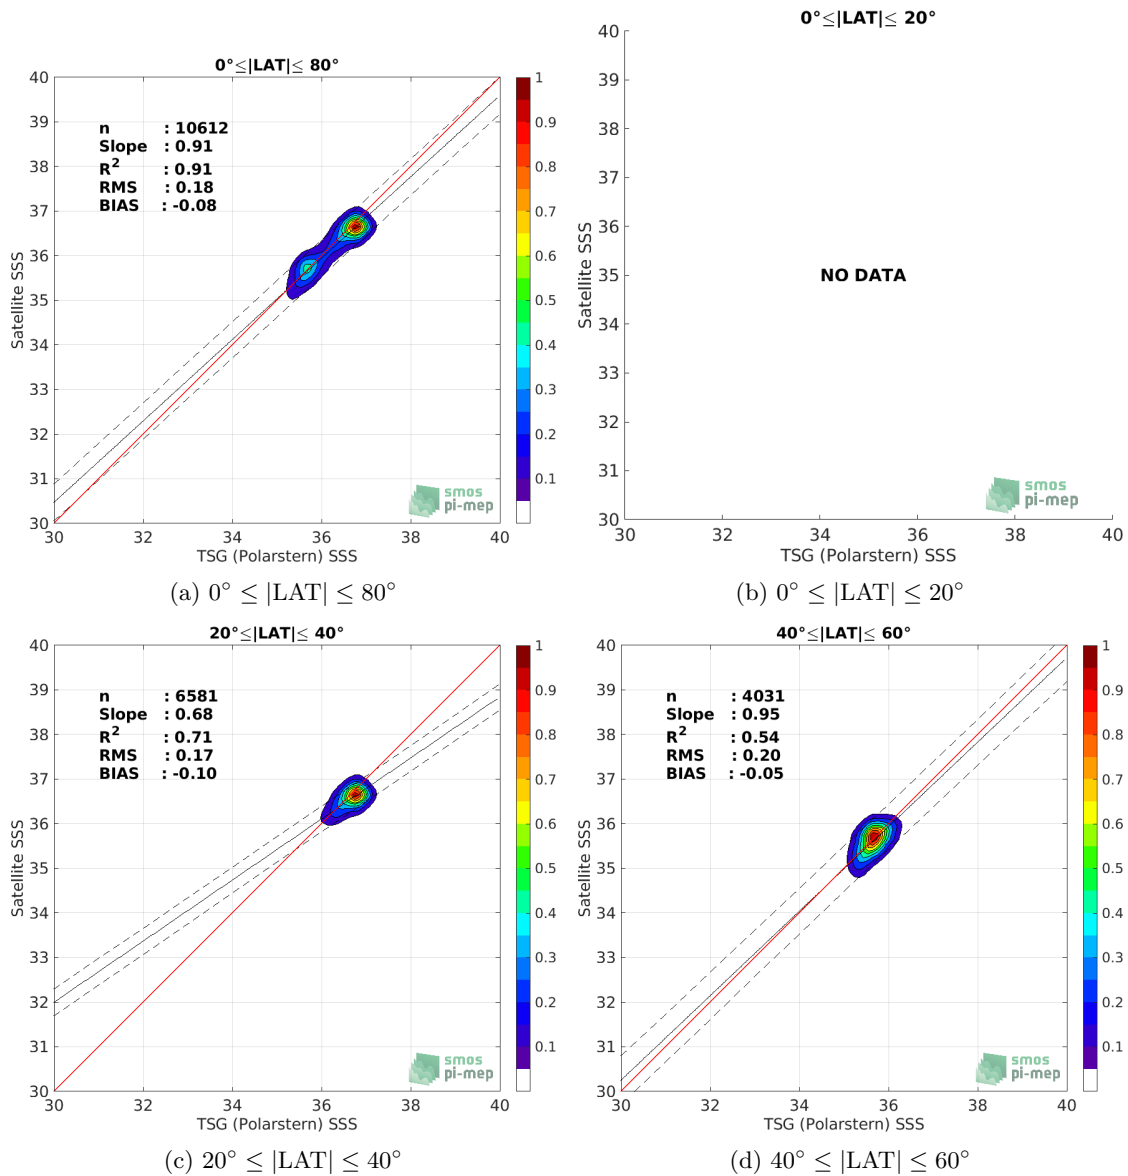 0°≤|LAT|≤ 80°
40
39
38
37
36
35
34
33
32
31
30
Satellite SSS
n : 10612
Slope : 0.91
R² : 0.91
RMS : 0.18
BIAS : -0.08
smos
pi-mep
30 32 34 36 38 40
TSG (Polarstern) SSS
1
0.9
0.8
0.7
0.6
0.5
0.4
0.3
0.2
0.1
(a) 0° ≤ |LAT| ≤ 80°
0°≤|LAT|≤ 20°
40
39
38
37
36
35
34
33
32
31
30
Satellite SSS
NO DATA
smos
pi-mep
30 32 34 36 38 40
TSG (Polarstern) SSS
(b) 0° ≤ |LAT| ≤ 20°
20°≤|LAT|≤ 40°
40
39
38
37
36
35
34
33
32
31
30
Satellite SSS
n : 6581
Slope : 0.68
R² : 0.71
RMS : 0.17
BIAS : -0.10
smos
pi-mep
30 32 34 36 38 40
TSG (Polarstern) SSS
1
0.9
0.8
0.7
0.6
0.5
0.4
0.3
0.2
0.1
(c) 20° ≤ |LAT| ≤ 40°
40°≤|LAT|≤ 60°
40
39
38
37
36
35
34
33
32
31
30
Satellite SSS
n : 4031
Slope : 0.95
R² : 0.54
RMS : 0.20
BIAS : -0.05
smos
pi-mep
30 32 34 36 38 40
TSG (Polarstern) SSS
1
0.9
0.8
0.7
0.6
0.5
0.4
0.3
0.2
0.1
(d) 40° ≤ |LAT| ≤ 60°